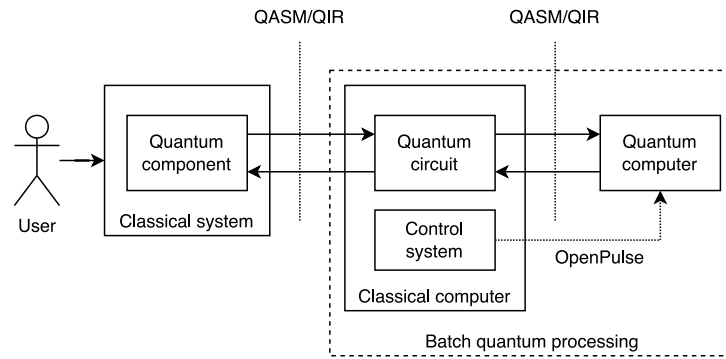 QASM/QIR
QASM/QIR
Quantum
component
Quantum
circuit
Quantum
computer
User
Classical system
Control
system
OpenPulse
Classical computer
Batch quantum processing